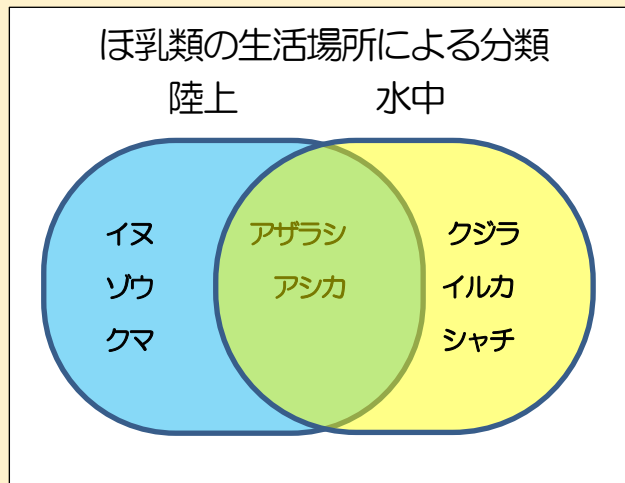 ほ乳類の生活場所による分類
陸上 水中
イヌ アザラシ クジラ
ゾウ アシカ イルカ
クマ シャチ